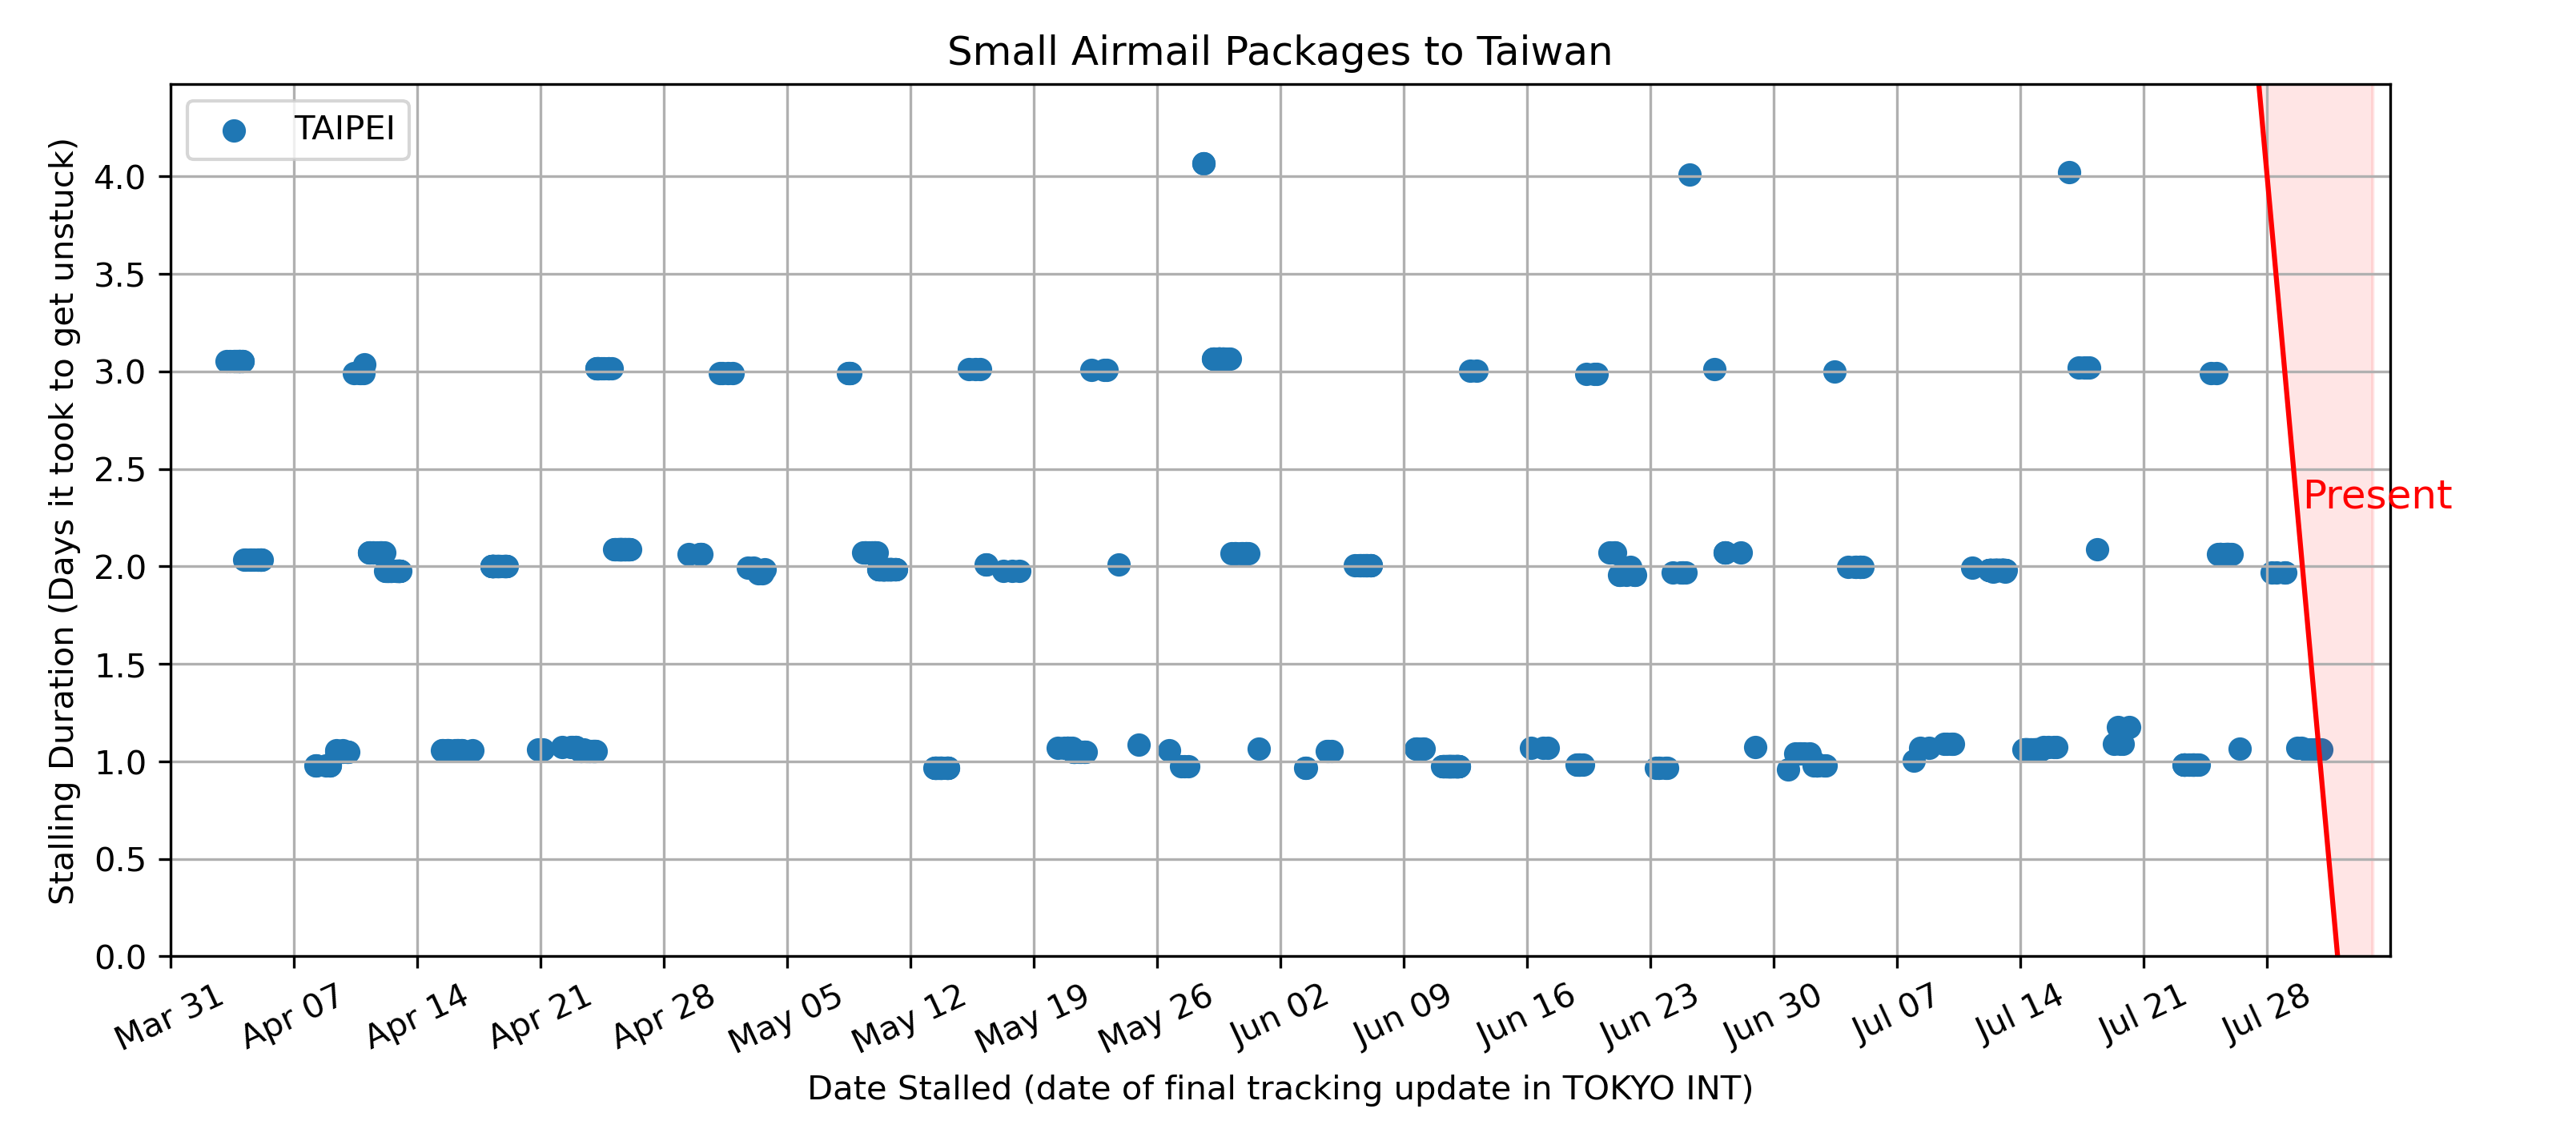 Small Airmail Packages to Taiwan
TAIPEI
Stalling Duration (Days it took to get unstuck)
4.0
3.5
3.0
2.5
2.0
1.5
1.0
0.5
0.0
Present
Mar 31
Apr 07
Apr 14
Apr 21
Apr 28
May 05
May 12
May 19
May 26
Jun 02
Jun 09
Jun 16
Jun 23
Jun 30
Jul 07
Jul 14
Jul 21
Jul 28
Date Stalled (date of final tracking update in TOKYO INT)